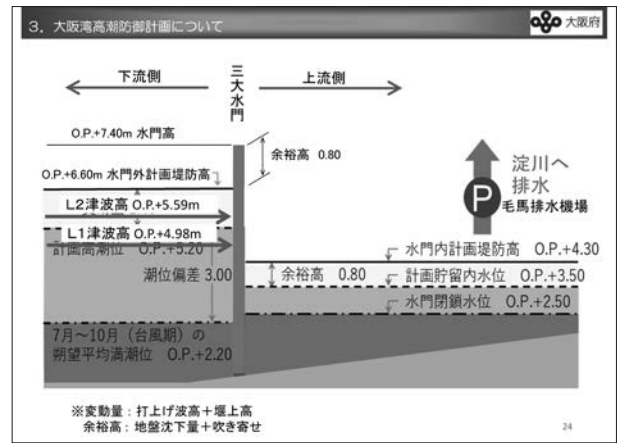 3. 大阪湾高潮防御計画について
大阪府
下流側
三大水門
上流側
O.P.+7.40m 水門高
余裕高 0.80
O.P.+6.60m 水門外計画堤防高
L2津波高 O.P.+5.59m
L1津波高 O.P.+4.98m
計画高潮位 O.P.+5.20
潮位偏差 3.00
7月～10月（台風期）の
朔望平均満潮位 O.P.+2.20
淀川へ
排水
P
毛馬排水機場
水門内計画堤防高 O.P.+4.30
余裕高 0.80
計画貯留内水位 O.P.+3.50
水門閉鎖水位 O.P.+2.50
※変動量：打上げ波高＋堰上高
余裕高：地盤沈下量＋吹き寄せ
24